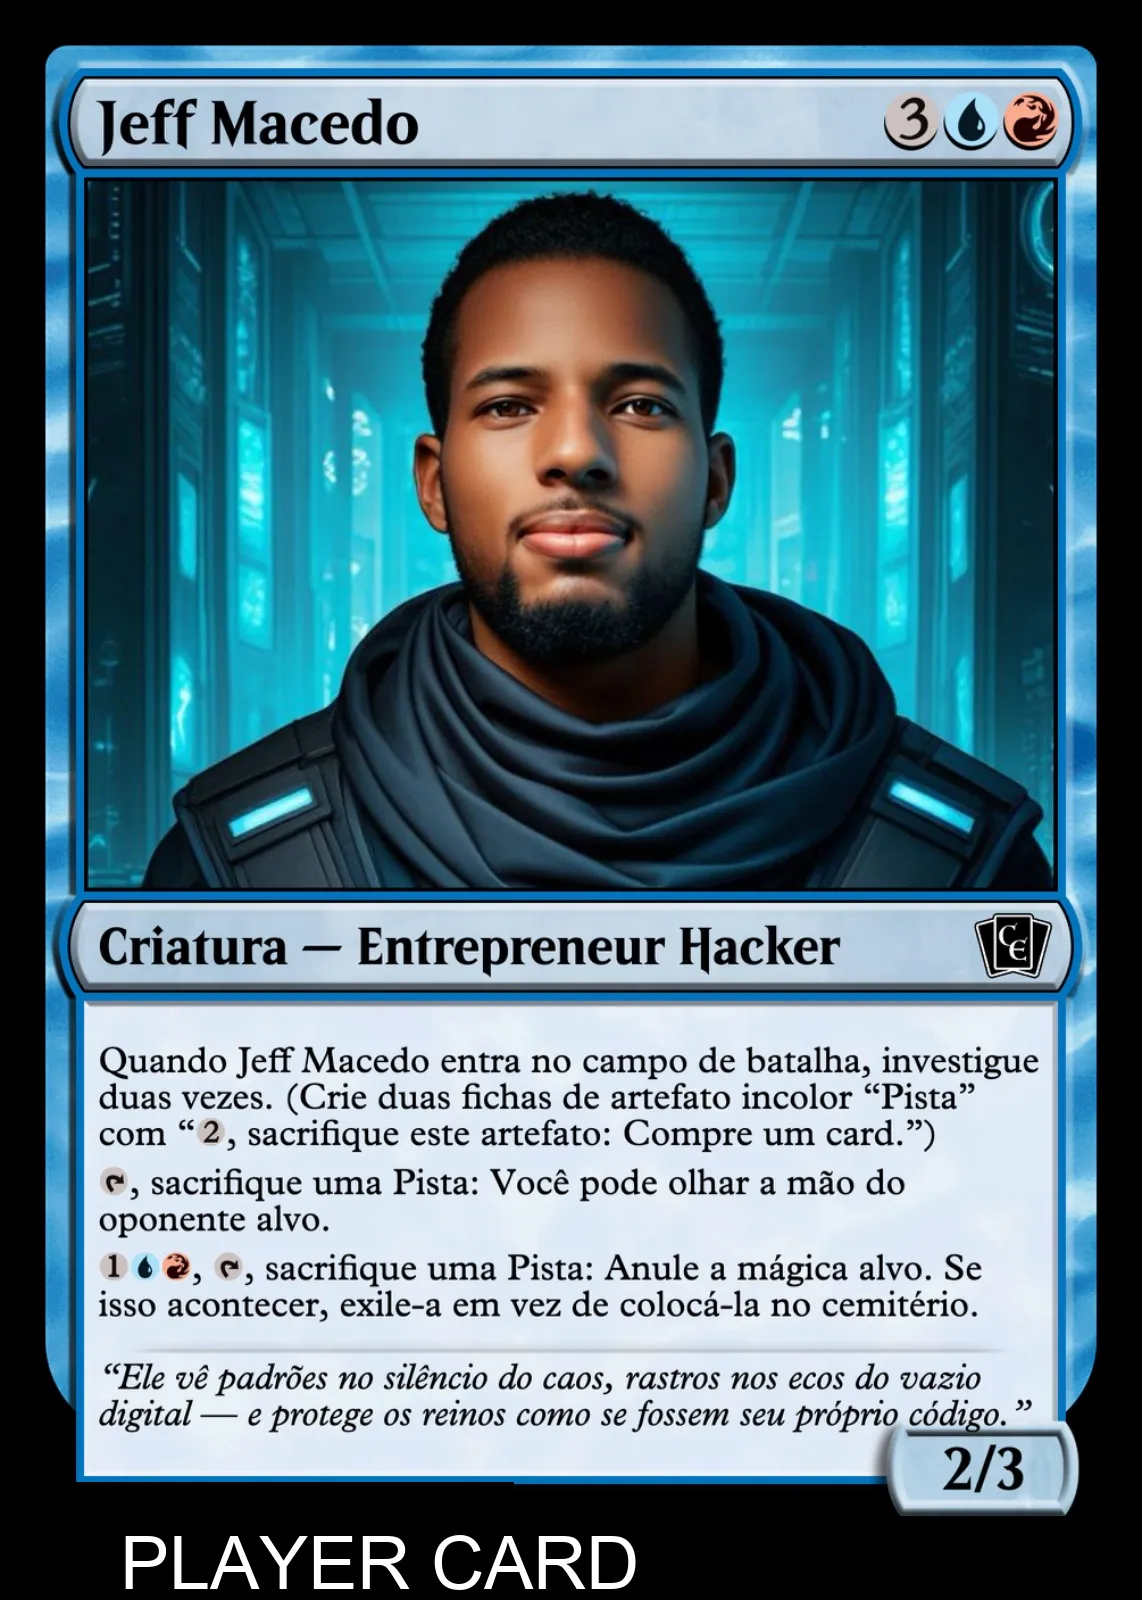 Jeff Macedo 3
Criatura — Entrepreneur Hacker CE
Quando Jeff Macedo entra no campo de batalha, investigue
duas vezes. (Crie duas fichas de artefato incolor “Pista”
com “2, sacrifique este artefato: Compre um card.”)
, sacrifique uma Pista: Você pode olhar a mão do
oponente alvo.
1, , sacrifique uma Pista: Anule a mágica alvo. Se
isso acontecer, exile-a em vez de colocá-la no cemitério.
“Ele vê padrões no silêncio do caos, rastros nos ecos do vazio
digital — e protege os reinos como se fossem seu próprio código.”
2/3
PLAYER CARD